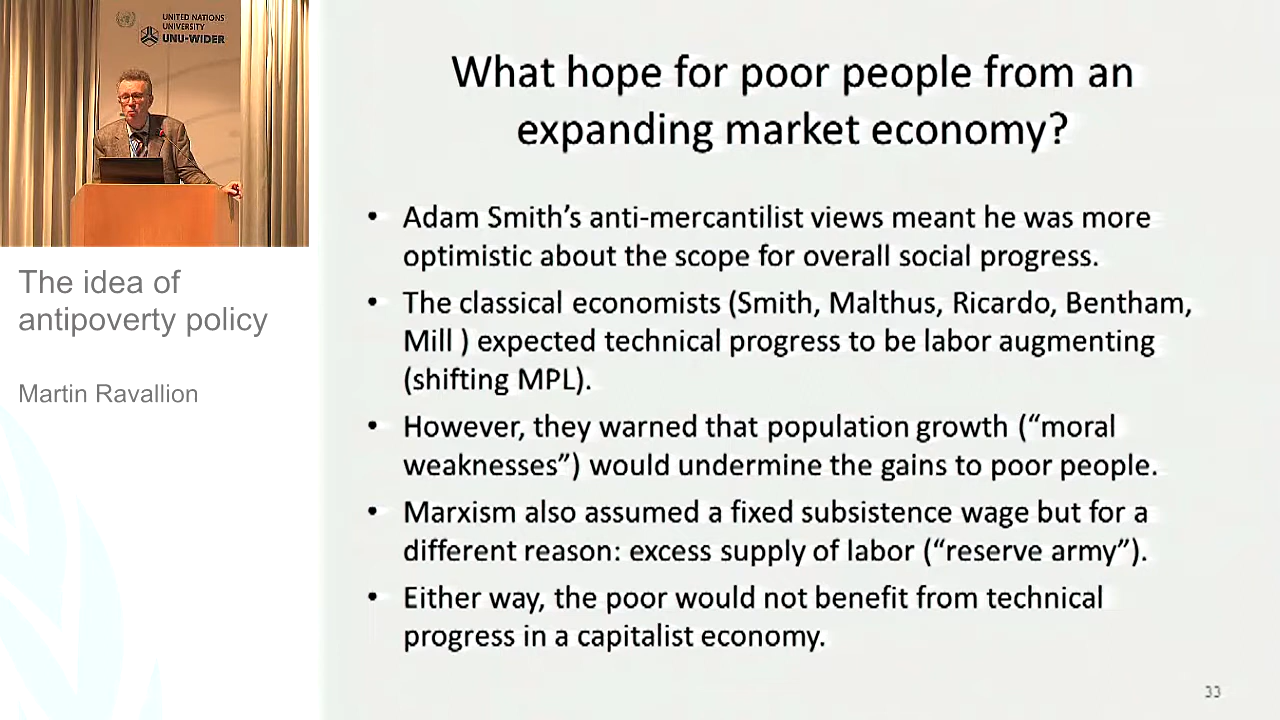 UNITED NATIONS
UNIVERSITY
UNU-WIDER
The idea of
antipoverty policy
Martin Ravallion
What hope for poor people from an
expanding market economy?
• Adam Smith’s anti-mercantilist views meant he was more
optimistic about the scope for overall social progress.
• The classical economists (Smith, Malthus, Ricardo, Bentham,
Mill ) expected technical progress to be labor augmenting
(shifting MPL).
• However, they warned that population growth (“moral
weaknesses”) would undermine the gains to poor people.
• Marxism also assumed a fixed subsistence wage but for a
different reason: excess supply of labor (“reserve army”).
• Either way, the poor would not benefit from technical
progress in a capitalist economy.
33